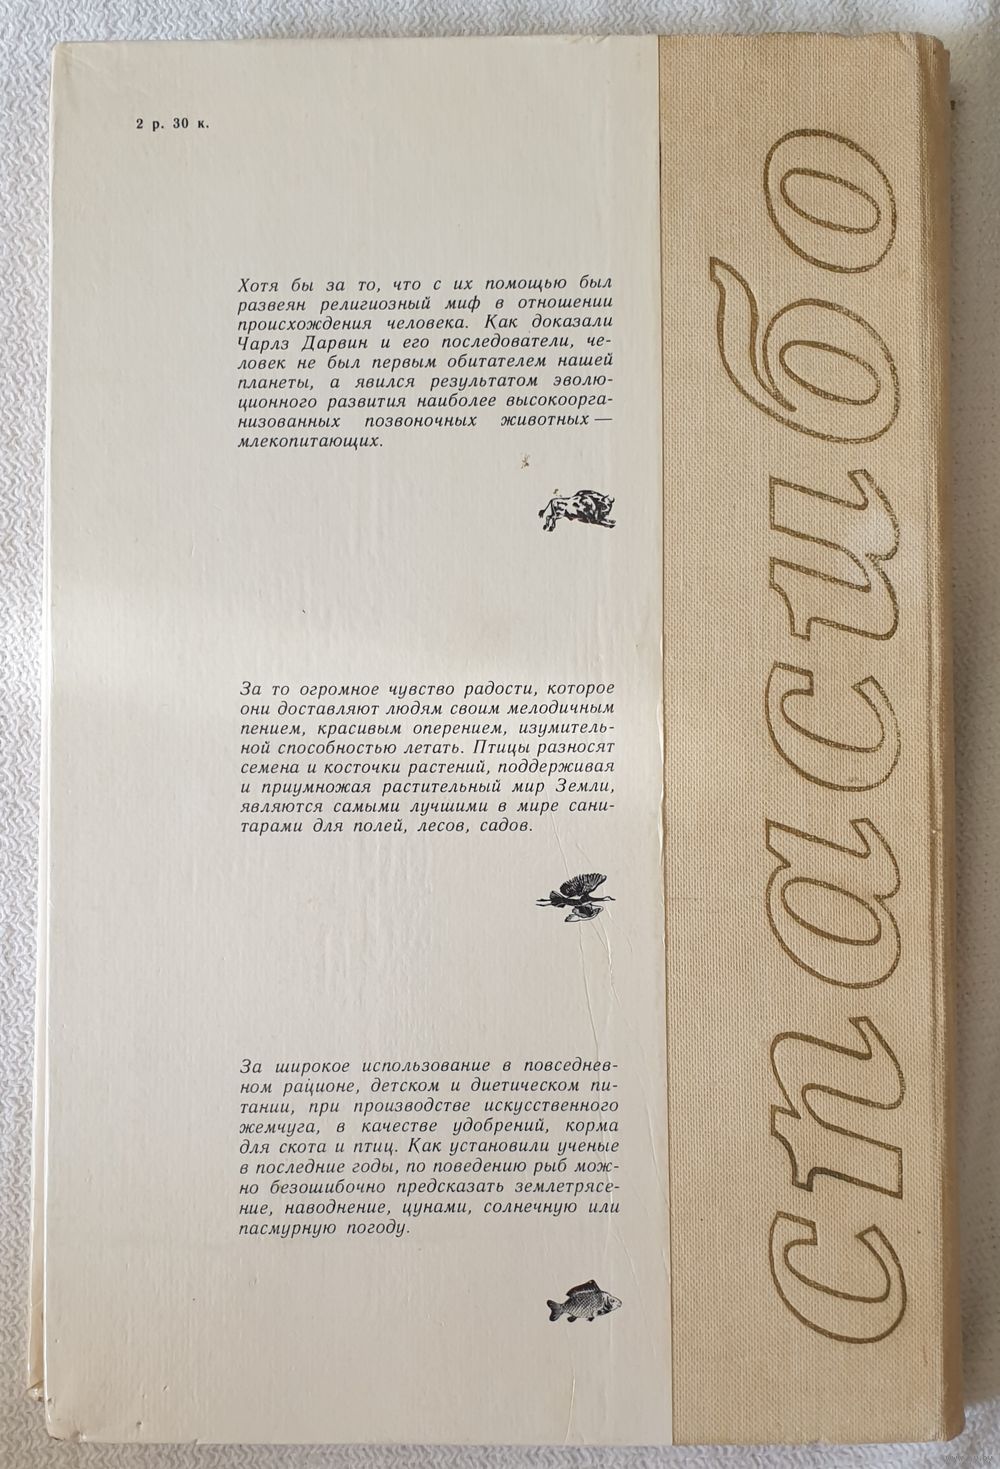 2 р. 30 к.
Хотя бы за то, что с их помощью был
развеян религиозный миф в отношении
происхождения человека. Как доказали
Чарлз Дарвин и его последователи, че-
ловек не был первым обитателем нашей
планеты, а явился результатом эволю-
ционного развития наиболее высокоорга-
низованных позвоночных животных —
млекопитающих.
За то огромное чувство радости, которое
они доставляют людям своим мелодичным
пением, красивым оперением, изумитель-
ной способностью летать. Птицы разносят
семена и косточки растений, поддерживая
и приумножая растительный мир Земли,
являются самыми лучшими в мире сани-
тарами для полей, лесов, садов.
За широкое использование в повседнев-
ном рационе, детском и диетическом пи-
тании, при производстве искусственного
жемчуга, в качестве удобрений, корма
для скота и птиц. Как установили ученые
в последние годы, по поведению рыб мож-
но безошибочно предсказать землетрясе-
ние, наводнение, цунами, солнечную или
пасмурную погоду.
спасибо